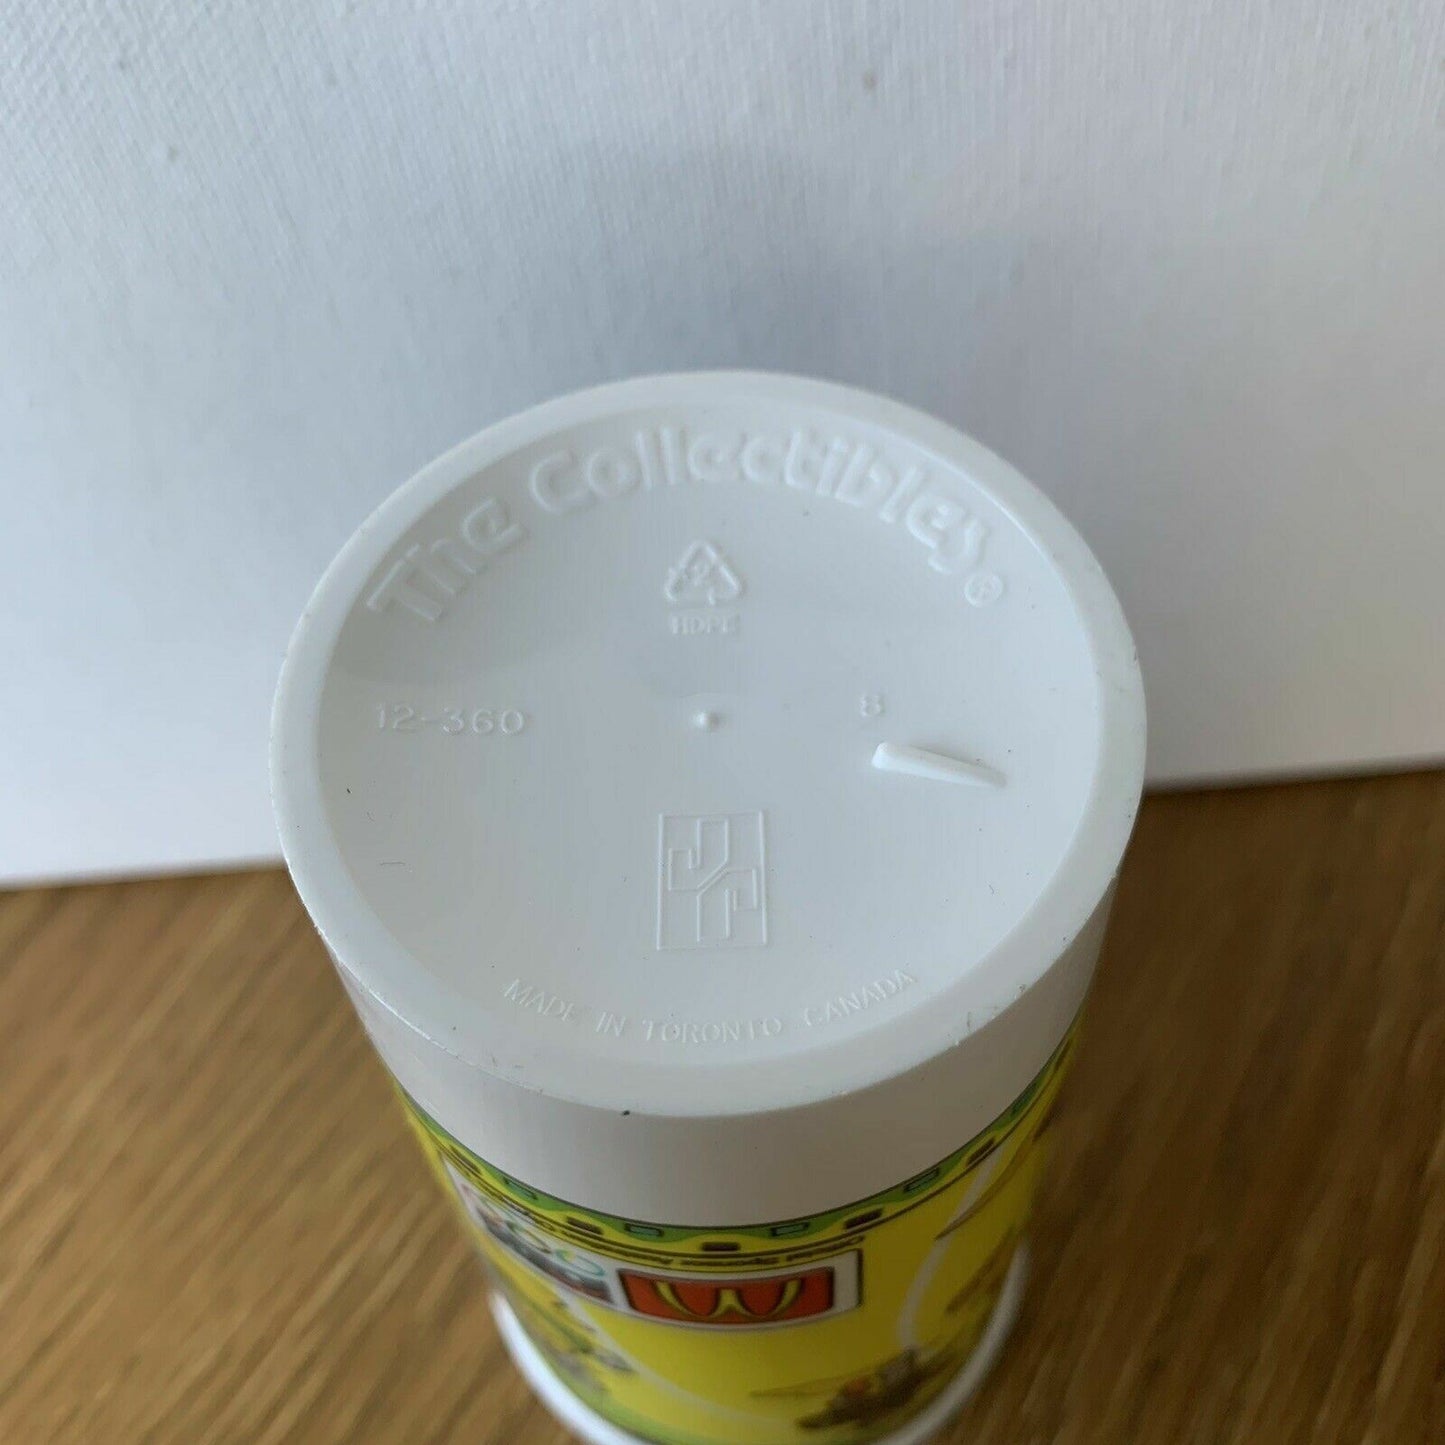 The Collectibles®
HDPE
12-360
8
MADE IN TORONTO CANADA